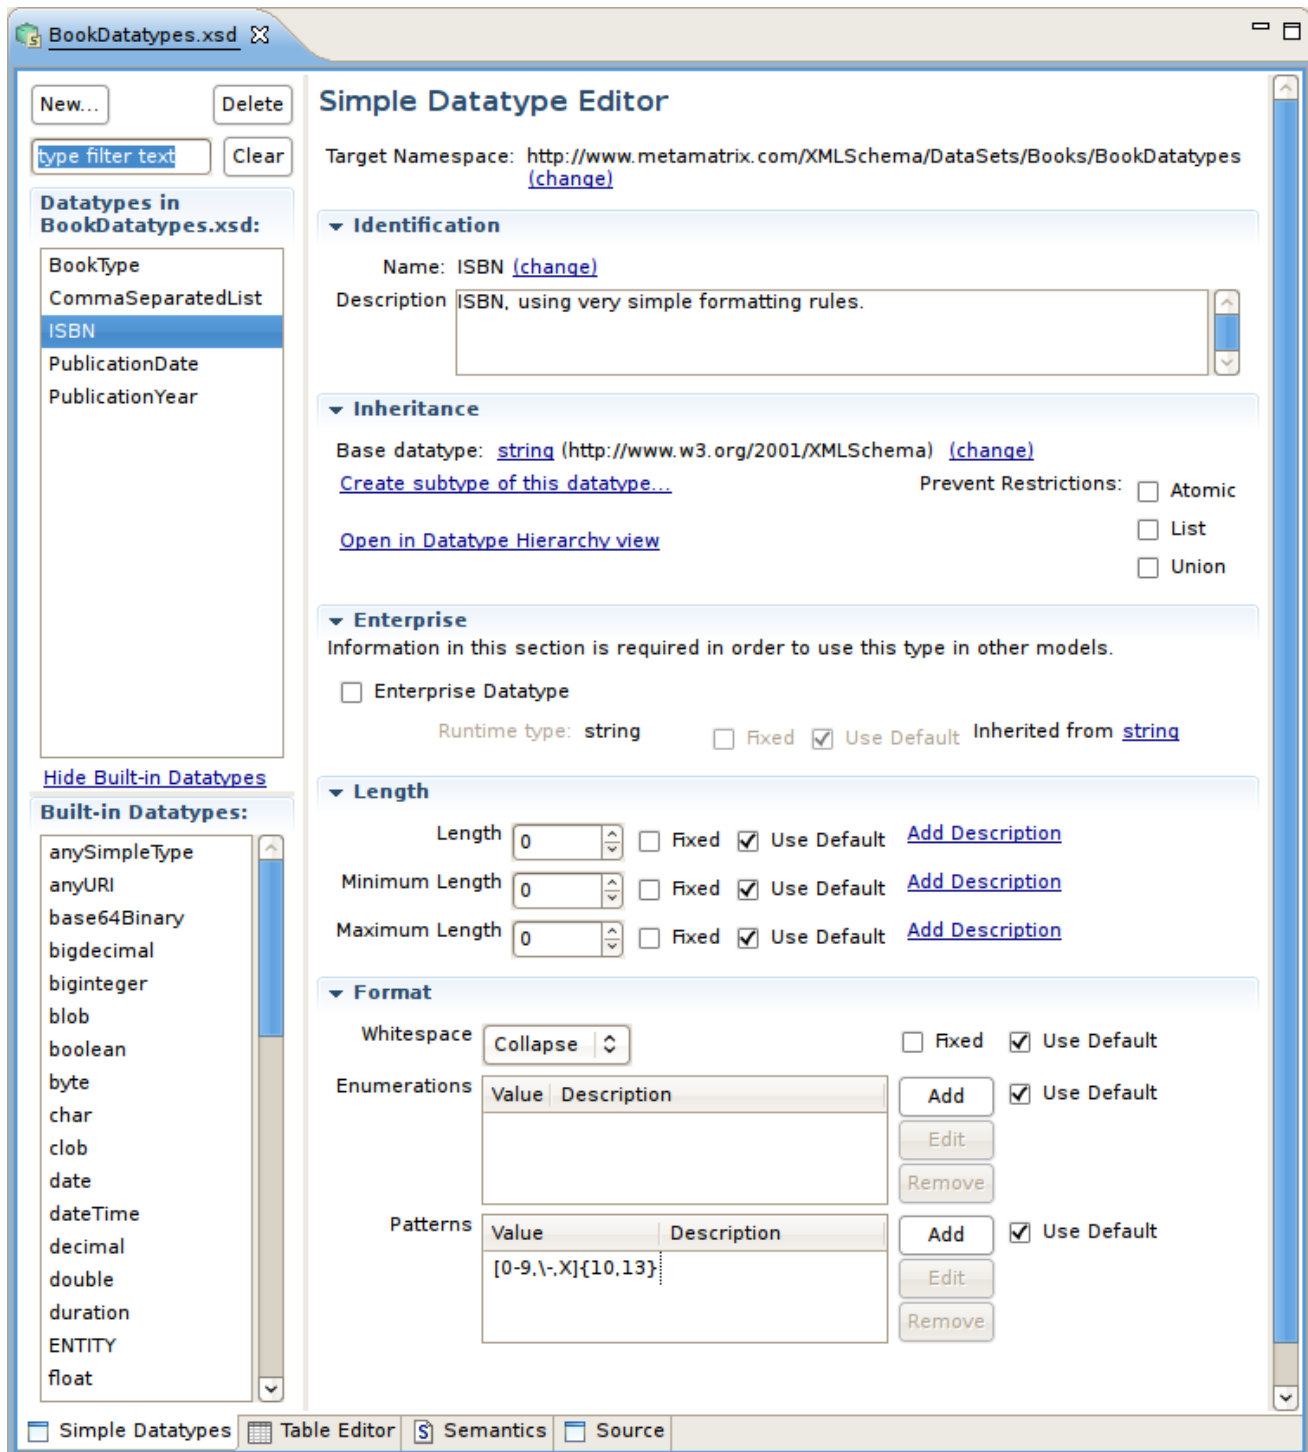 BookDatatypes.xsd
New...
Delete
type filter text
Clear
Datatypes in
BookDatatypes.xsd:
BookType
CommaSeparatedList
ISBN
PublicationDate
PublicationYear
Hide Built-in Datatypes
Built-in Datatypes:
anySimpleType
anyURI
base64Binary
bigdecimal
biginteger
blob
boolean
byte
char
clob
date
dateTime
decimal
double
duration
ENTITY
float
Simple Datatype Editor
Target Namespace: http://www.metamatrix.com/XMLSchema/DataSets/Books/BookDatatypes
(change)
Identification
Name: ISBN (change)
Description ISBN, using very simple formatting rules.
Inheritance
Base datatype: string (http://www.w3.org/2001/XMLSchema) (change)
Create subtype of this datatype...
Prevent Restrictions: Atomic
List
Open in Datatype Hierarchy view
Union
Enterprise
Information in this section is required in order to use this type in other models.
Enterprise Datatype
Runtime type: string Fixed Use Default Inherited from string
Length
Length 0 Fixed Use Default Add Description
Minimum Length 0 Fixed Use Default Add Description
Maximum Length 0 Fixed Use Default Add Description
Format
Whitespace Collapse Fixed Use Default
Enumerations Value Description Add Use Default
Edit
Remove
Patterns Value Description Add Use Default
[0-9,\-,X]{10,13}
Edit
Remove
Simple Datatypes Table Editor Semantics Source